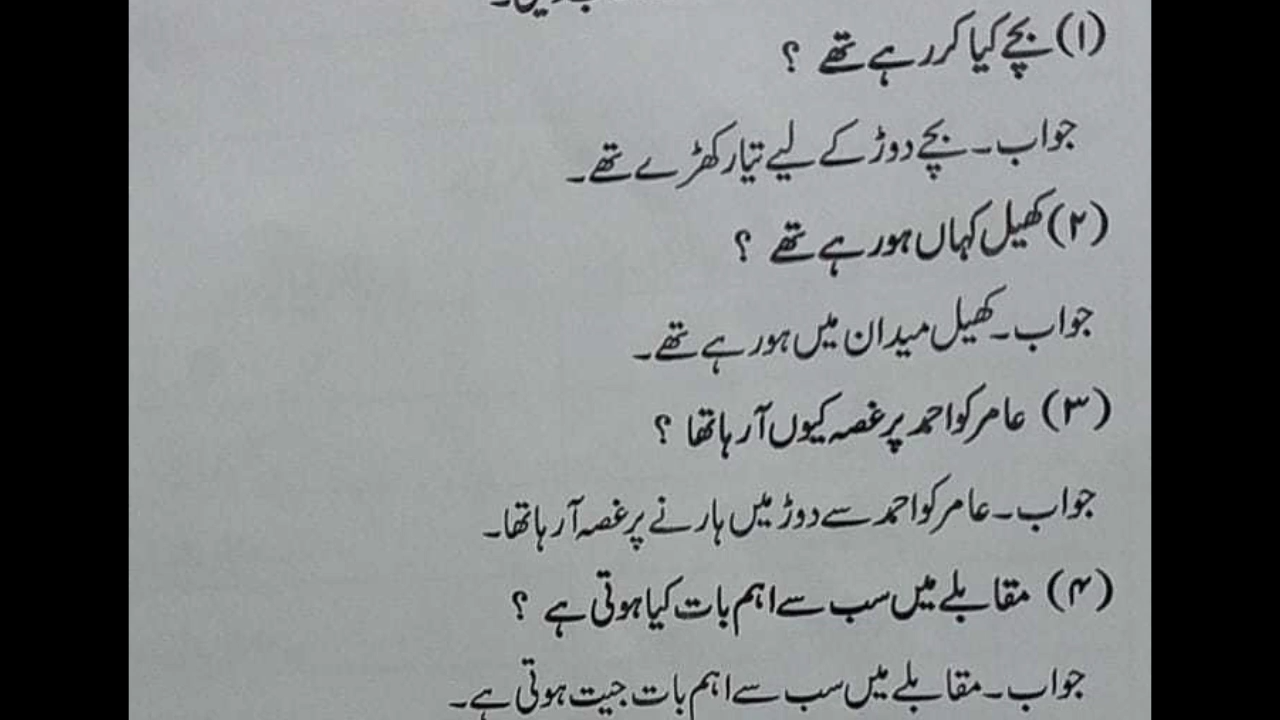 (۱) بچے کیا کر رہے تھے ؟
جواب۔ بچے دوڑ کے لیے تیار کھڑے تھے۔
(۲) کھیل کہاں ہو رہے تھے ؟
جواب۔ کھیل میدان میں ہو رہے تھے۔
(۳) عامر کو احمد پر غصہ کیوں آ رہا تھا ؟
جواب۔ عامر کو احمد سے دوڑ میں ہارنے پر غصہ آ رہا تھا۔
(۴) مقابلے میں سب سے اہم بات کیا ہوتی ہے ؟
جواب۔ مقابلے میں سب سے اہم بات جیت ہوتی ہے۔